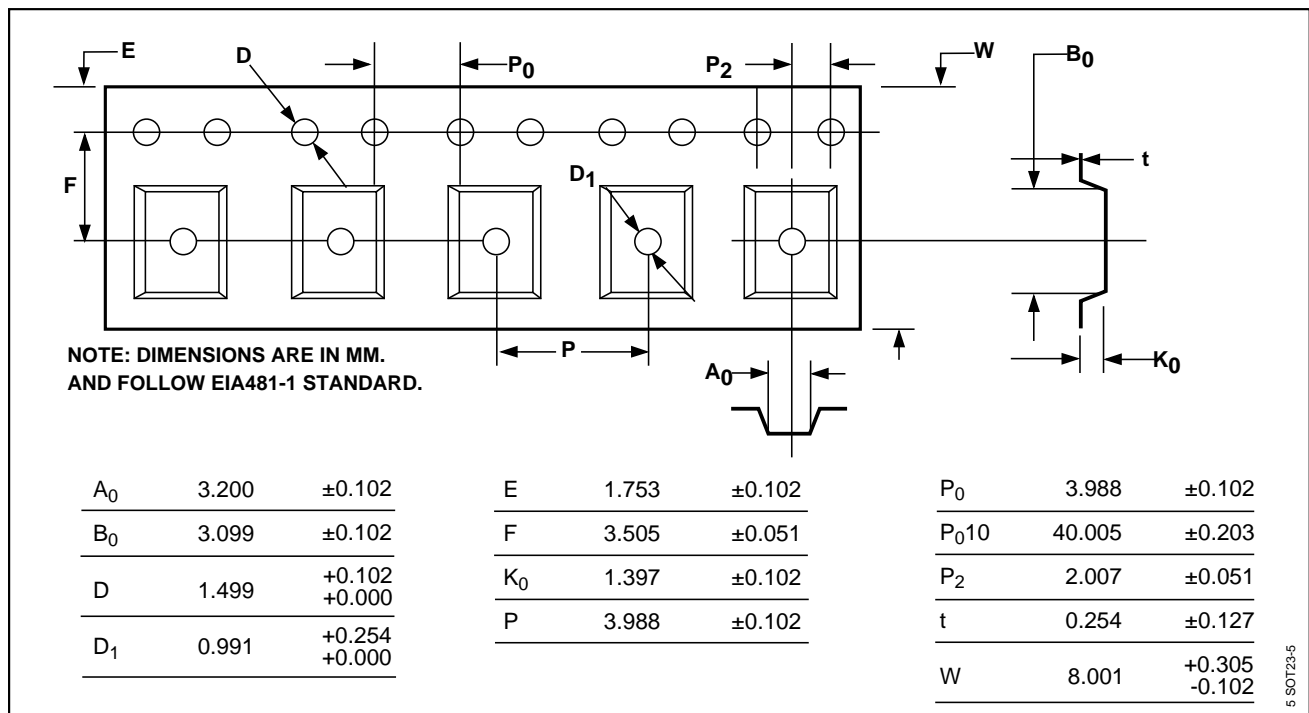 E
D
P0
P2
W
B0
t
F
D1
NOTE: DIMENSIONS ARE IN MM.
AND FOLLOW EIA481-1 STANDARD.
P
A0
K0
A0 3.200 ±0.102
B0 3.099 ±0.102
D 1.499 +0.102 +0.000
D1 0.991 +0.254 +0.000
E 1.753 ±0.102
F 3.505 ±0.051
K0 1.397 ±0.102
P 3.988 ±0.102
P0 3.988 ±0.102
P010 40.005 ±0.203
P2 2.007 ±0.051
t 0.254 ±0.127
W 8.001 +0.305 -0.102
5 SOT23-5